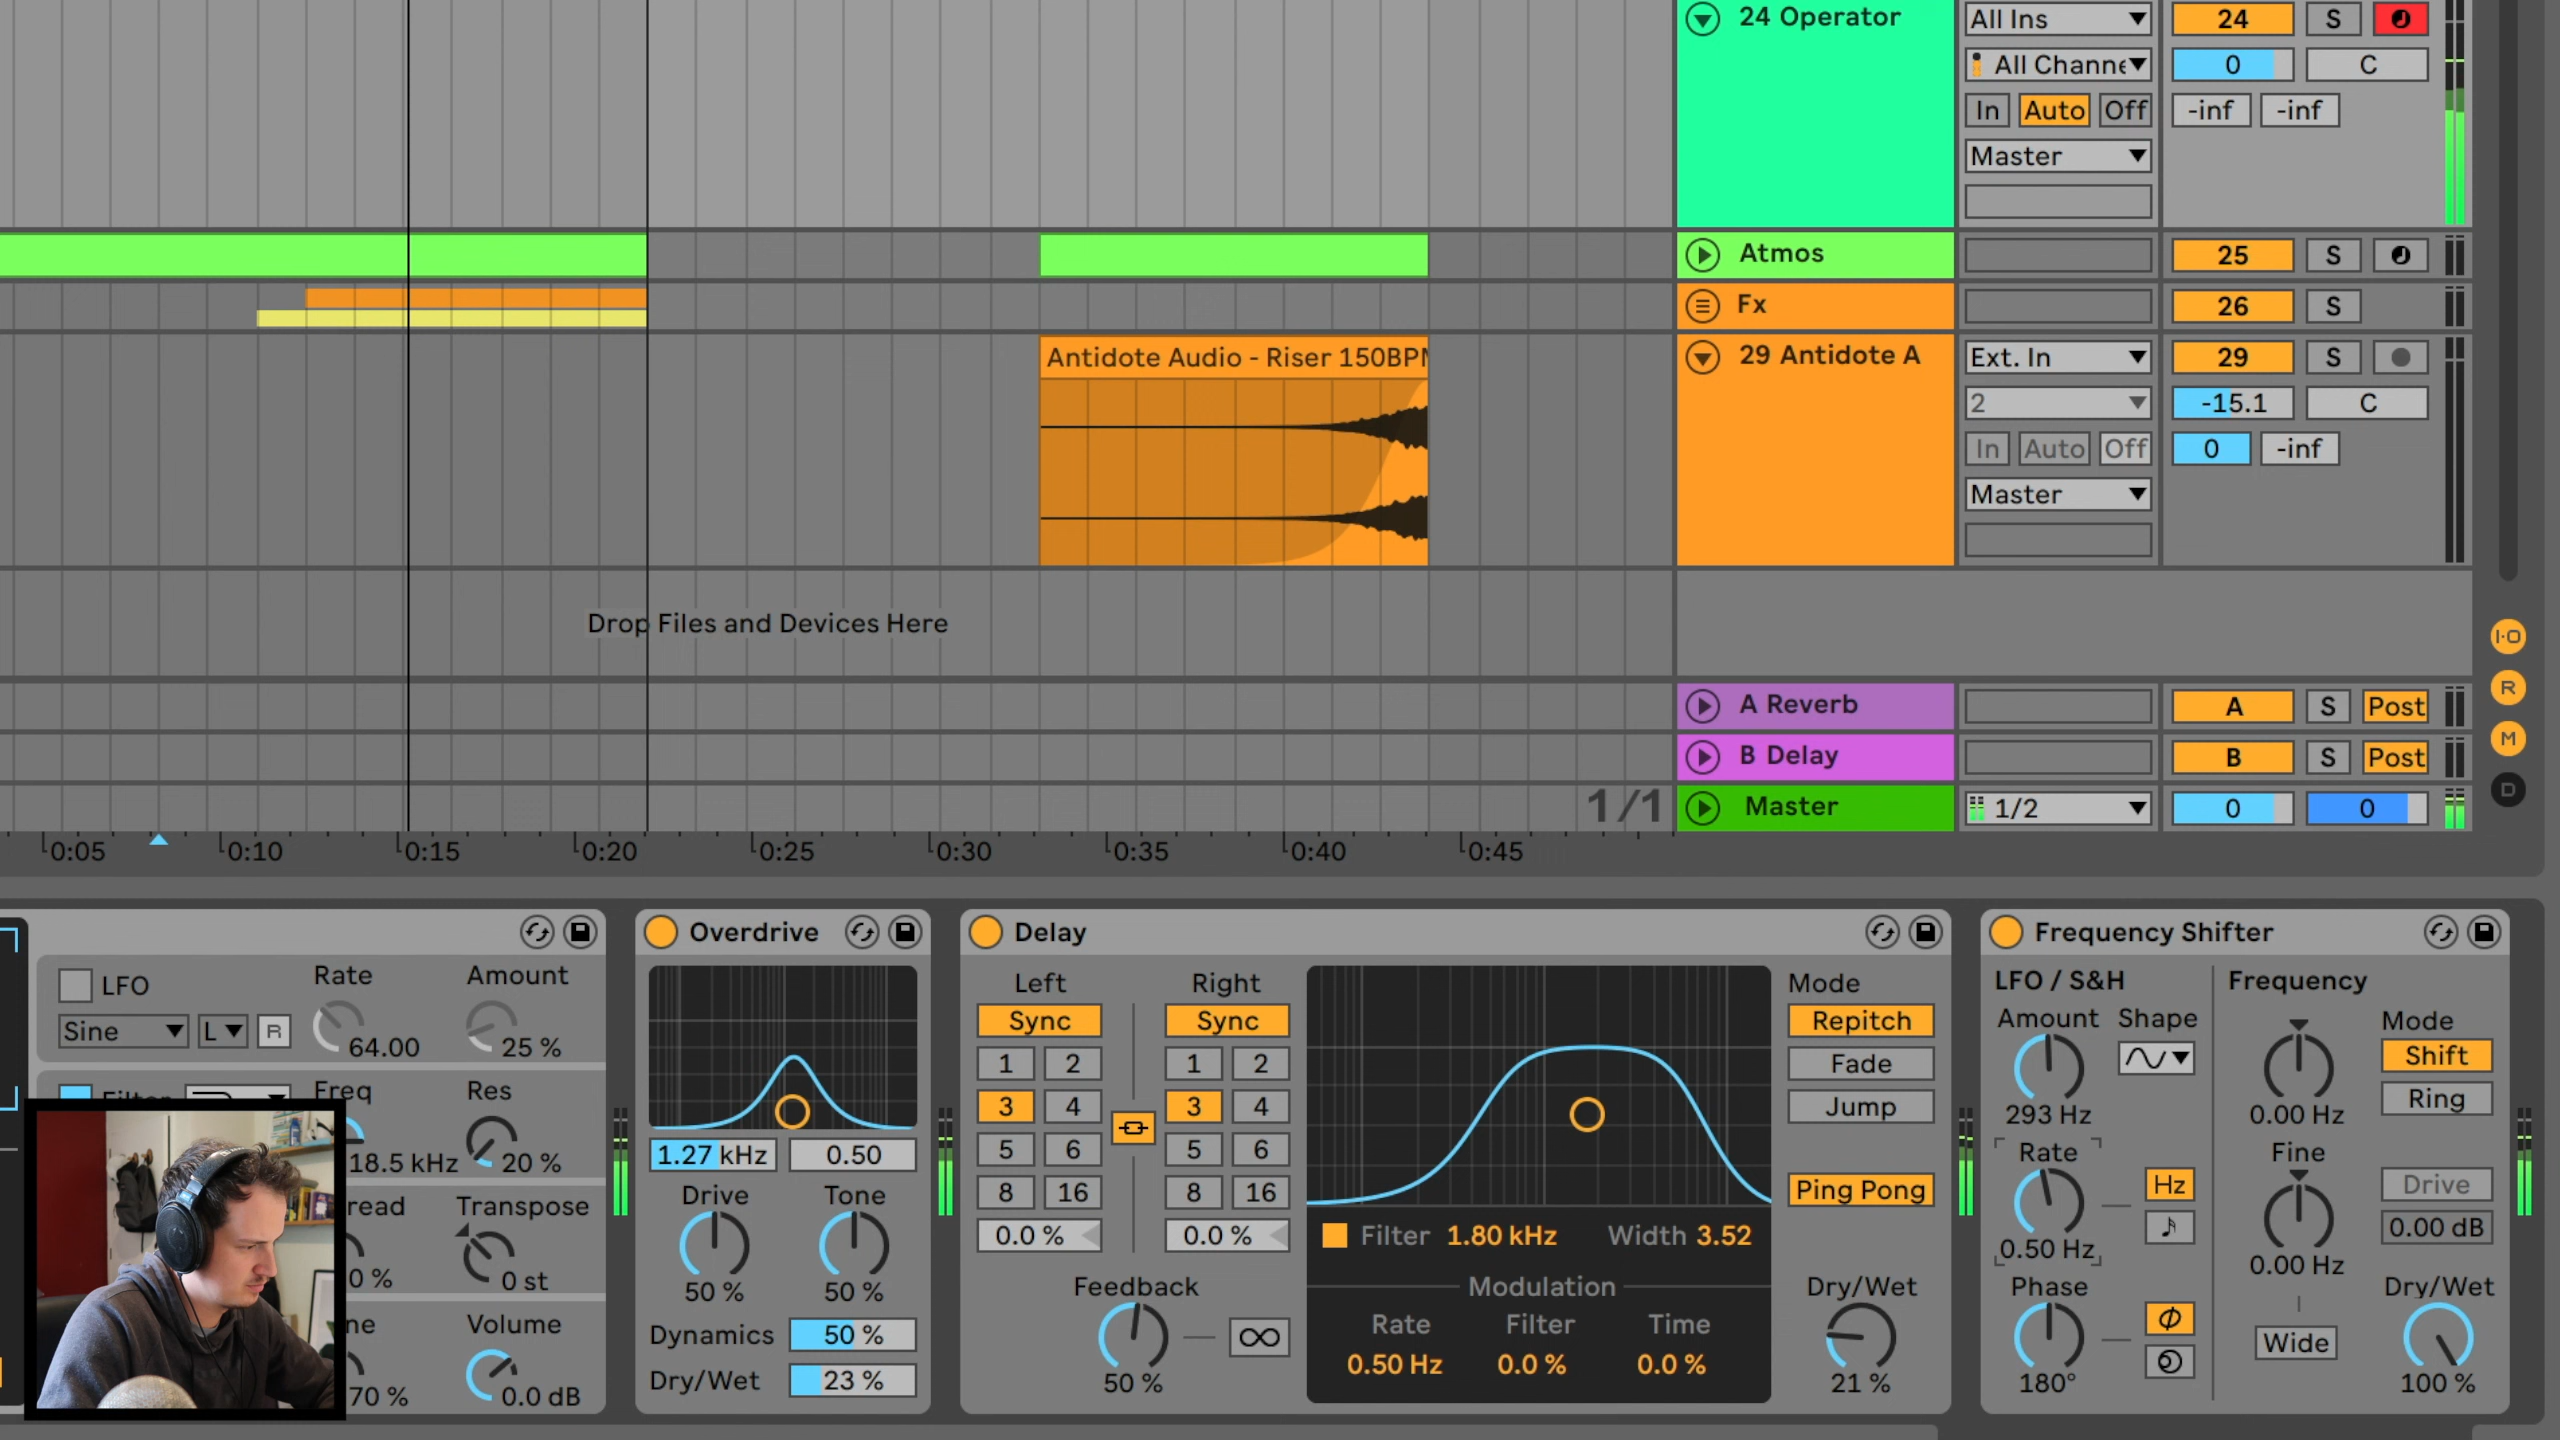 24 Operator
All Ins
24
S
All Channe
0
C
In Auto Off
-inf -inf
Master
Atmos
25
S
Fx
26
S
Antidote Audio - Riser 150BPM
29 Antidote A
Ext. In
29
S
2
-15.1
C
In Auto Off
0 -inf
Master
Drop Files and Devices Here
I·O
A Reverb
A S Post
R
B Delay
B S Post
M
D
1/1
Master
1/2
0 0
0:05 0:10 0:15 0:20 0:25 0:30 0:35 0:40 0:45
LFO
Rate
Amount
Sine L R
64.00
25 %
Freq
Res
18.5 kHz
20 %
read
Transpose
0 %
0 st
ne
Volume
70 %
0.0 dB
Overdrive
1.27 kHz 0.50
Drive Tone
50 % 50 %
Dynamics 50 %
Dry/Wet 23 %
Delay
Left Right
Sync Sync
1 2 1 2
3 4 3 4
5 6 5 6
8 16 8 16
0.0 % 0.0 %
Feedback
50 %
Filter 1.80 kHz Width 3.52
Modulation
Rate Filter Time
0.50 Hz 0.0 % 0.0 %
Mode
Repitch
Fade
Jump
Ping Pong
Dry/Wet
21 %
Frequency Shifter
LFO / S&H
Amount Shape
293 Hz
Rate
Hz
0.50 Hz
Phase
180°
Frequency
0.00 Hz
Fine
0.00 Hz
Wide
Mode
Shift
Ring
Drive
0.00 dB
Dry/Wet
100 %